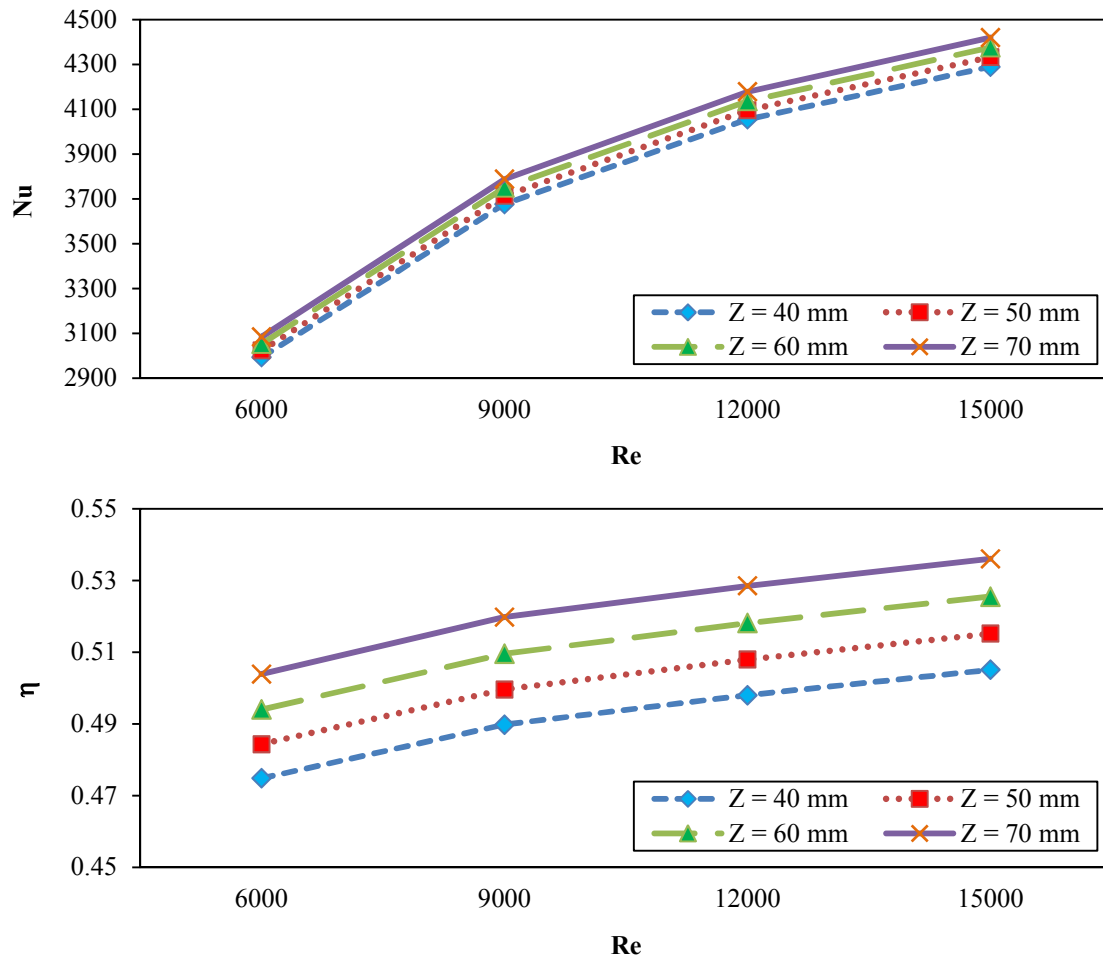 4500
4300
4100
3900
3700
3500
3300
3100
2900
Nu
6000 9000 12000 15000
Re
Z = 40 mm Z = 50 mm
Z = 60 mm Z = 70 mm
0.55
0.53
0.51
0.49
0.47
0.45
η
6000 9000 12000 15000
Re
Z = 40 mm Z = 50 mm
Z = 60 mm Z = 70 mm